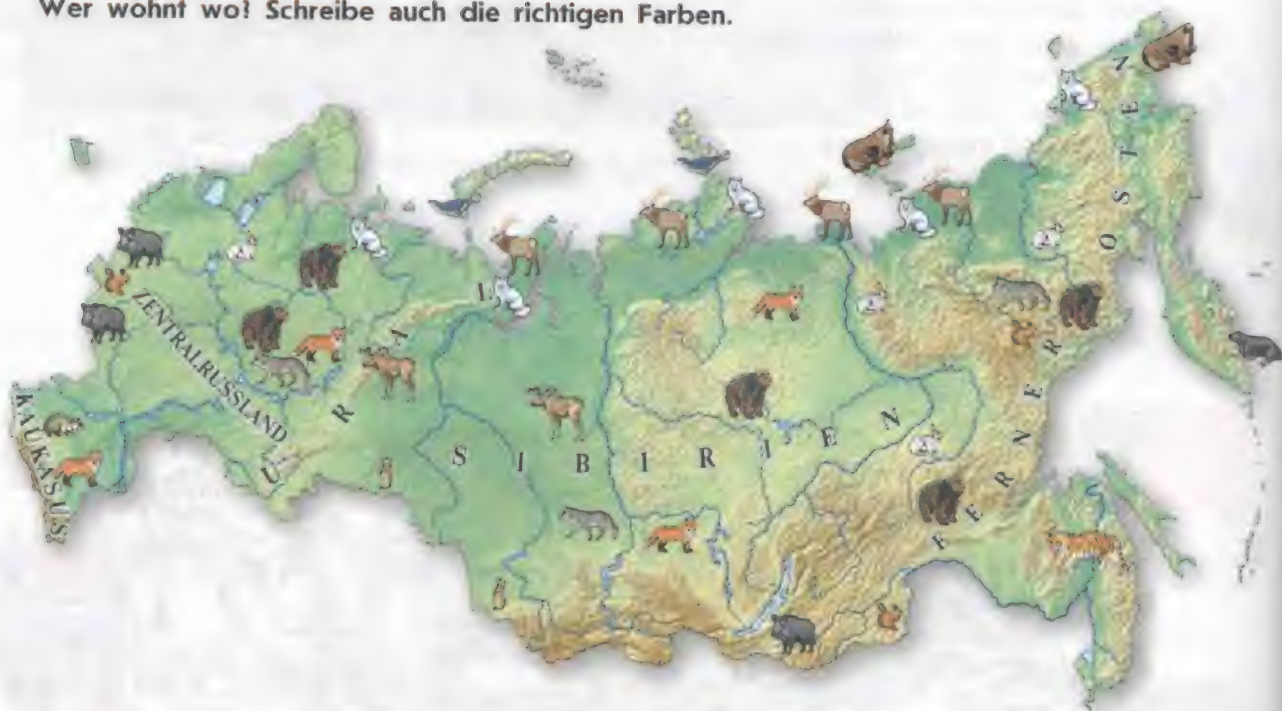 Wer wohnt wo? Schreibe auch die richtigen Farben.
ZENTRALRUSSLAND
KAUKASUS
URAL
SIBIRIEN
FERNER OSTEN